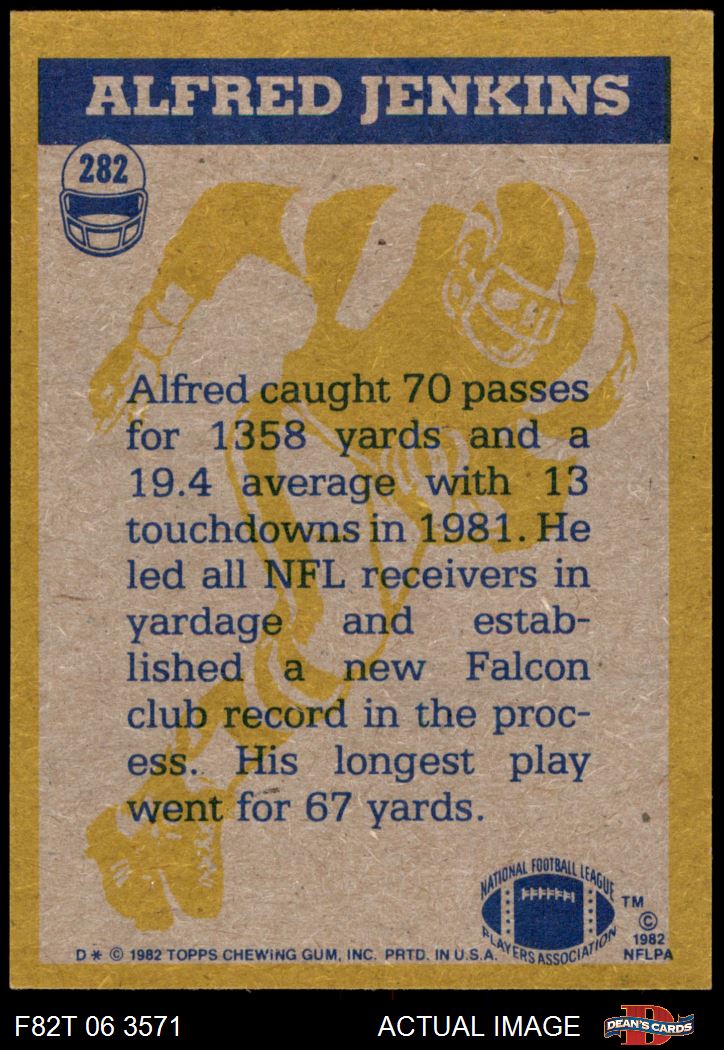 ALFRED JENKINS
282
Alfred caught 70 passes
for 1358 yards and a
19.4 average with 13
touchdowns in 1981. He
led all NFL receivers in
yardage and estab-
lished a new Falcon
club record in the proc-
ess. His longest play
went for 67 yards.
NATIONAL FOOTBALL LEAGUE
PLAYERS ASSOCIATION
TM
©
1982
NFLPA
D * © 1982 TOPPS CHEWING GUM, INC. PRTD. IN U.S.A.
F82T 06 3571 ACTUAL IMAGE
D
DEAN'S CARDS